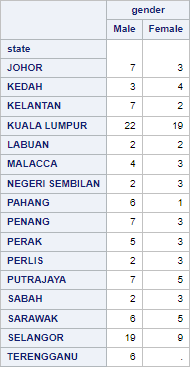 gender
Male Female
state
JOHOR 7 3
KEDAH 3 4
KELANTAN 7 2
KUALA LUMPUR 22 19
LABUAN 2 2
MALACCA 4 3
NEGERI SEMBILAN 2 3
PAHANG 6 1
PENANG 7 3
PERAK 5 3
PERLIS 2 3
PUTRAJAYA 7 5
SABAH 2 3
SARAWAK 6 5
SELANGOR 19 9
TERENGGANU 6 .